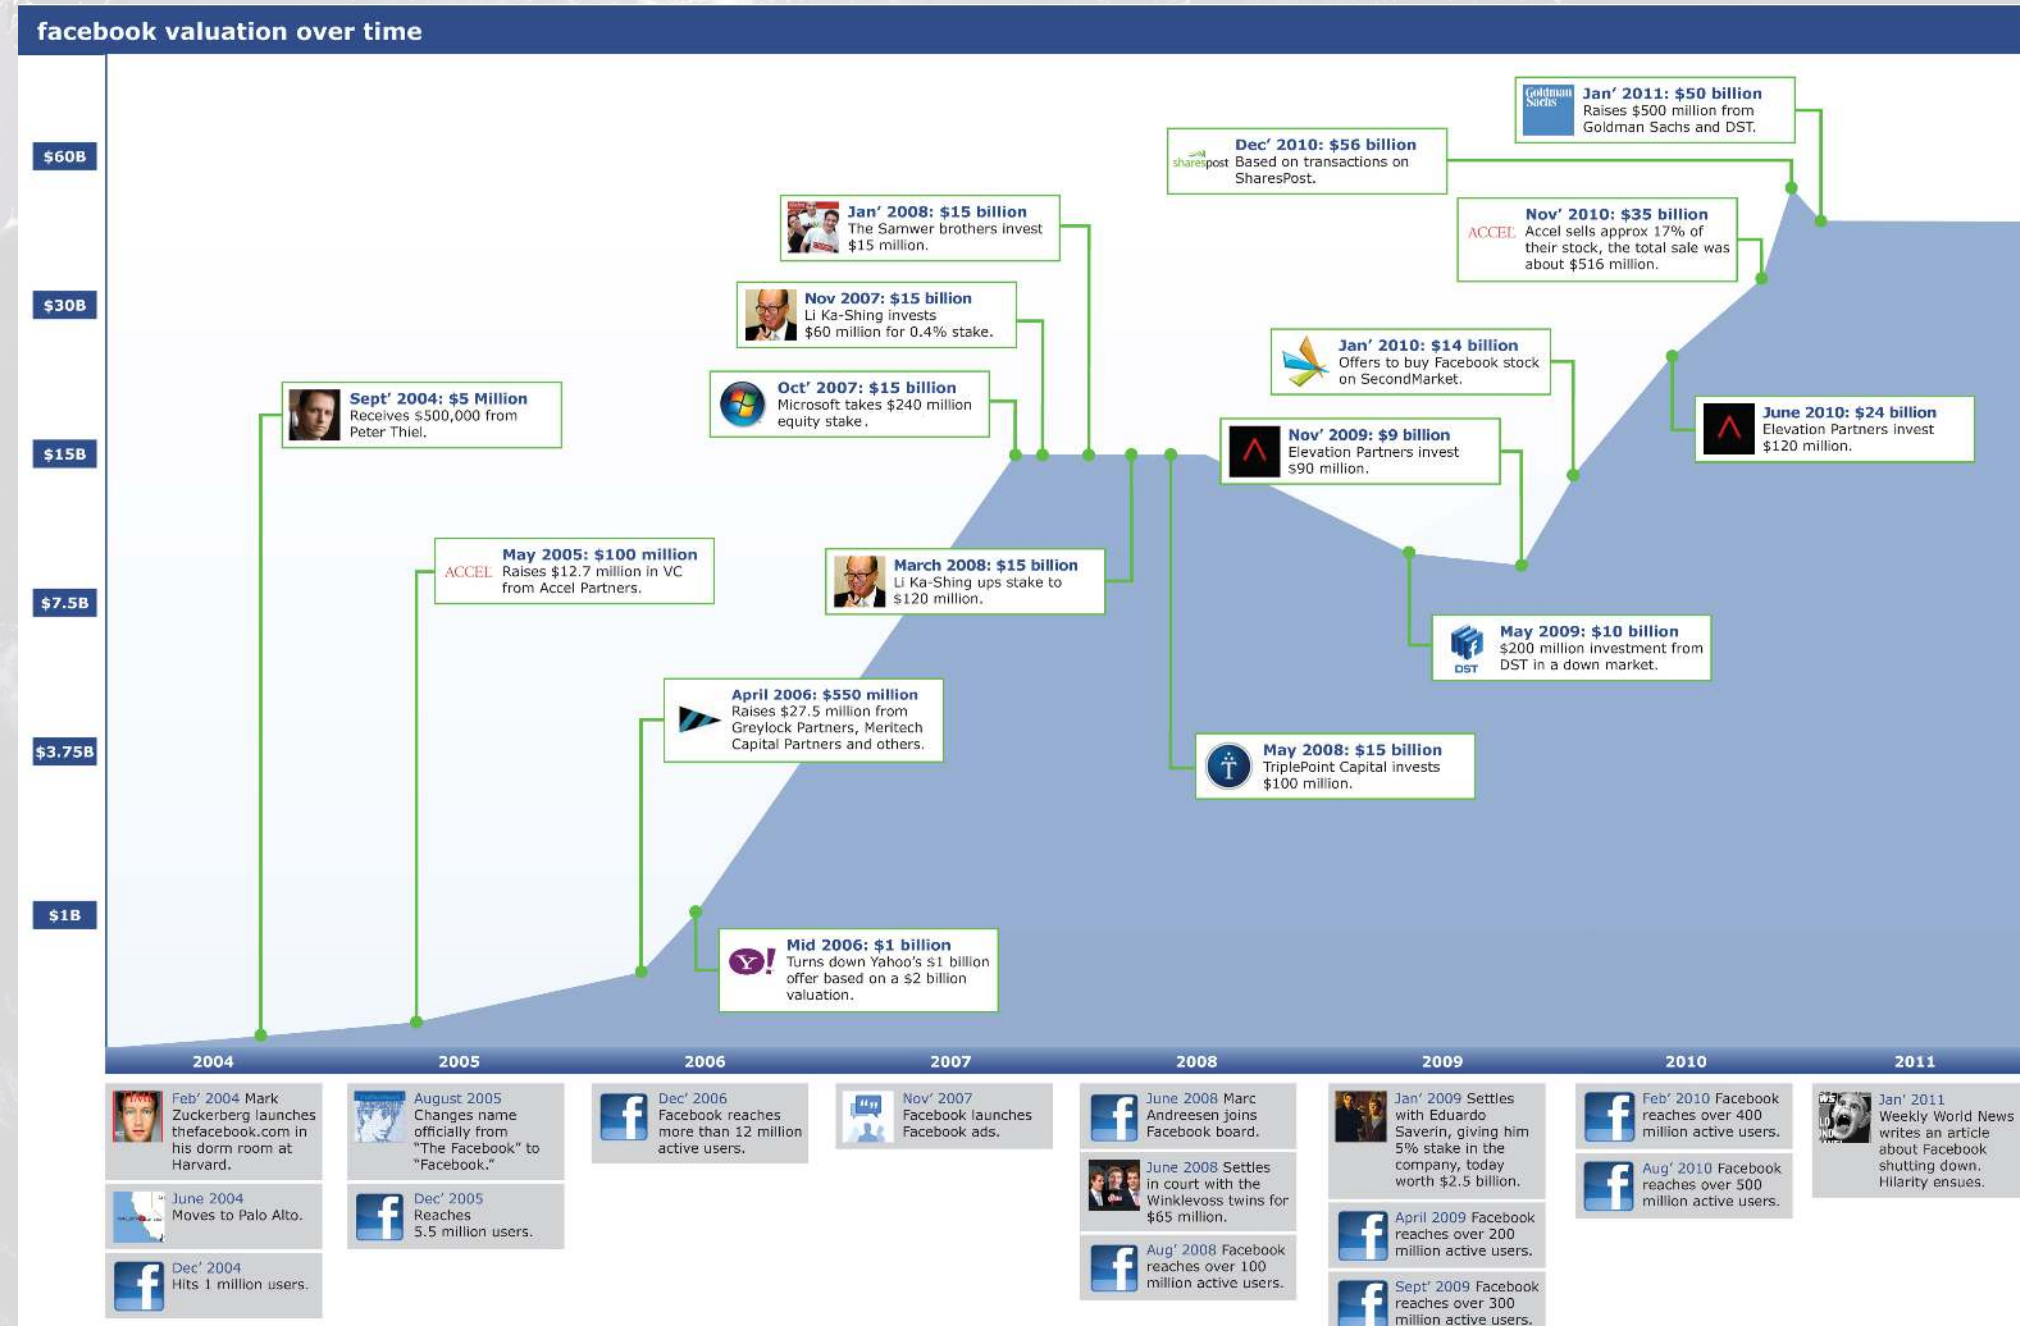 facebook valuation over time
$60B
$30B
$15B
$7.5B
$3.75B
$1B
Sept' 2004: $5 Million
Receives $500,000 from
Peter Thiel.
ACCEL
May 2005: $100 million
Raises $12.7 million in VC
from Accel Partners.
April 2006: $550 million
Raises $27.5 million from
Greylock Partners, Meritech
Capital Partners and others.
Y!
Mid 2006: $1 billion
Turns down Yahoo's $1 billion
offer based on a $2 billion
valuation.
Oct' 2007: $15 billion
Microsoft takes $240 million
equity stake.
Nov 2007: $15 billion
Li Ka-Shing invests
$60 million for 0.4% stake.
Jan' 2008: $15 billion
The Samwer brothers invest
$15 million.
March 2008: $15 billion
Li Ka-Shing ups stake to
$120 million.
May 2008: $15 billion
TriplePoint Capital invests
$100 million.
DST
May 2009: $10 billion
$200 million investment from
DST in a down market.
Nov' 2009: $9 billion
Elevation Partners invest
$90 million.
Jan' 2010: $14 billion
Offers to buy Facebook stock
on SecondMarket.
June 2010: $24 billion
Elevation Partners invest
$120 million.
ACCEL
Nov' 2010: $35 billion
Accel sells approx 17% of
their stock, the total sale was
about $516 million.
sharespost
Dec' 2010: $56 billion
Based on transactions on
SharesPost.
Goldman
Sachs
Jan' 2011: $50 billion
Raises $500 million from
Goldman Sachs and DST.
2004
2005
2006
2007
2008
2009
2010
2011
Feb' 2004 Mark
Zuckerberg launches
thefacebook.com in
his dorm room at
Harvard.
June 2004
Moves to Palo Alto.
Dec' 2004
Hits 1 million users.
August 2005
Changes name
officially from
"The Facebook" to
"Facebook."
Dec' 2005
Reaches
5.5 million users.
Dec' 2006
Facebook reaches
more than 12 million
active users.
Nov' 2007
Facebook launches
Facebook ads.
June 2008 Marc
Andreesen joins
Facebook board.
June 2008 Settles
in court with the
Winklevoss twins for
$65 million.
Aug' 2008 Facebook
reaches over 100
million active users.
Jan' 2009 Settles
with Eduardo
Saverin, giving him
5% stake in the
company, today
worth $2.5 billion.
April 2009 Facebook
reaches over 200
million active users.
Sept' 2009 Facebook
reaches over 300
million active users.
Feb' 2010 Facebook
reaches over 400
million active users.
Aug' 2010 Facebook
reaches over 500
million active users.
Jan' 2011
Weekly World News
writes an article
about Facebook
shutting down.
Hilarity ensues.